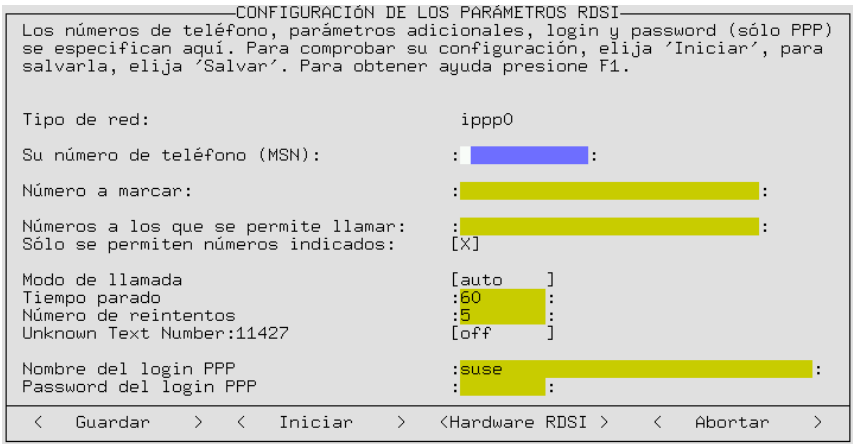 CONFIGURACIÓN DE LOS PARÁMETROS RDSI
Los números de teléfono, parámetros adicionales, login y password (sólo PPP)
se especifican aquí. Para comprobar su configuración, elija ´Iniciar´, para
salvarla, elija ´Salvar´. Para obtener ayuda presione F1.
Tipo de red: ippp0
Su número de teléfono (MSN): : :
Número a marcar: : :
Números a los que se permite llamar: : :
Sólo se permiten números indicados: [X]
Modo de llamada [auto ]
Tiempo parado :60 :
Número de reintentos :5 :
Unknown Text Number:11427 [off ]
Nombre del login PPP :suse :
Password del login PPP : :
< Guardar > < Iniciar > <Hardware RDSI > < Abortar >